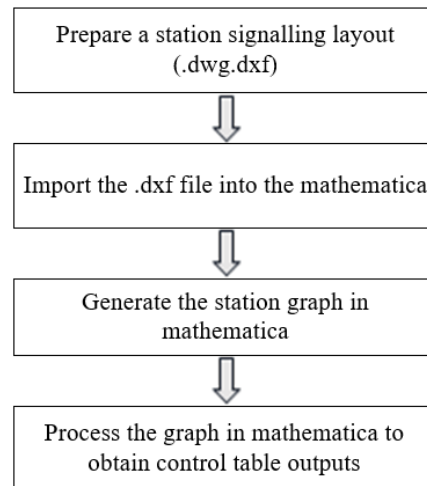 Prepare a station signalling layout
(.dwg.dxf)
Import the .dxf file into the mathematica
Generate the station graph in
mathematica
Process the graph in mathematica to
obtain control table outputs